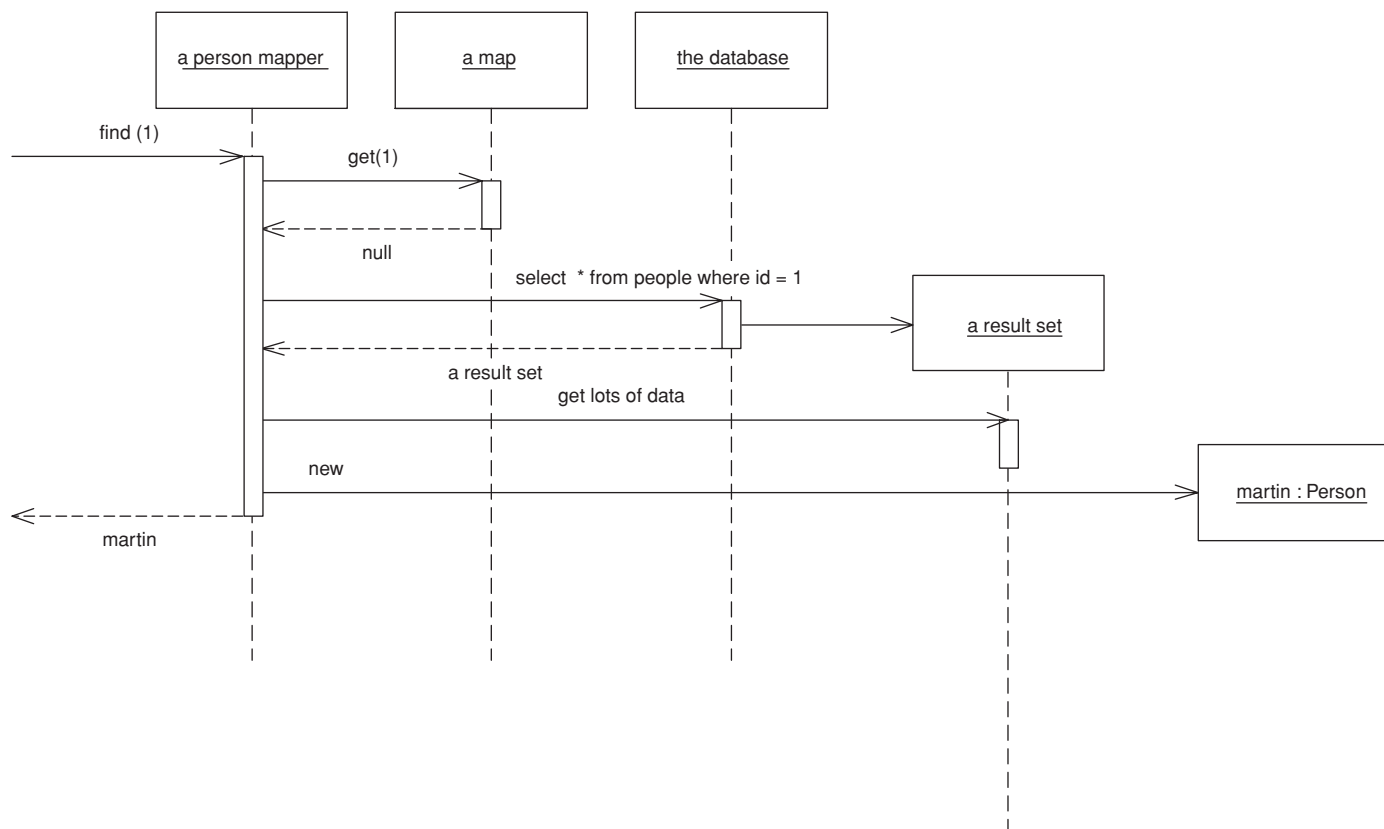 a person mapper
a map
the database
find (1)
get(1)
null
select * from people where id = 1
a result set
a result set
get lots of data
new
martin : Person
martin